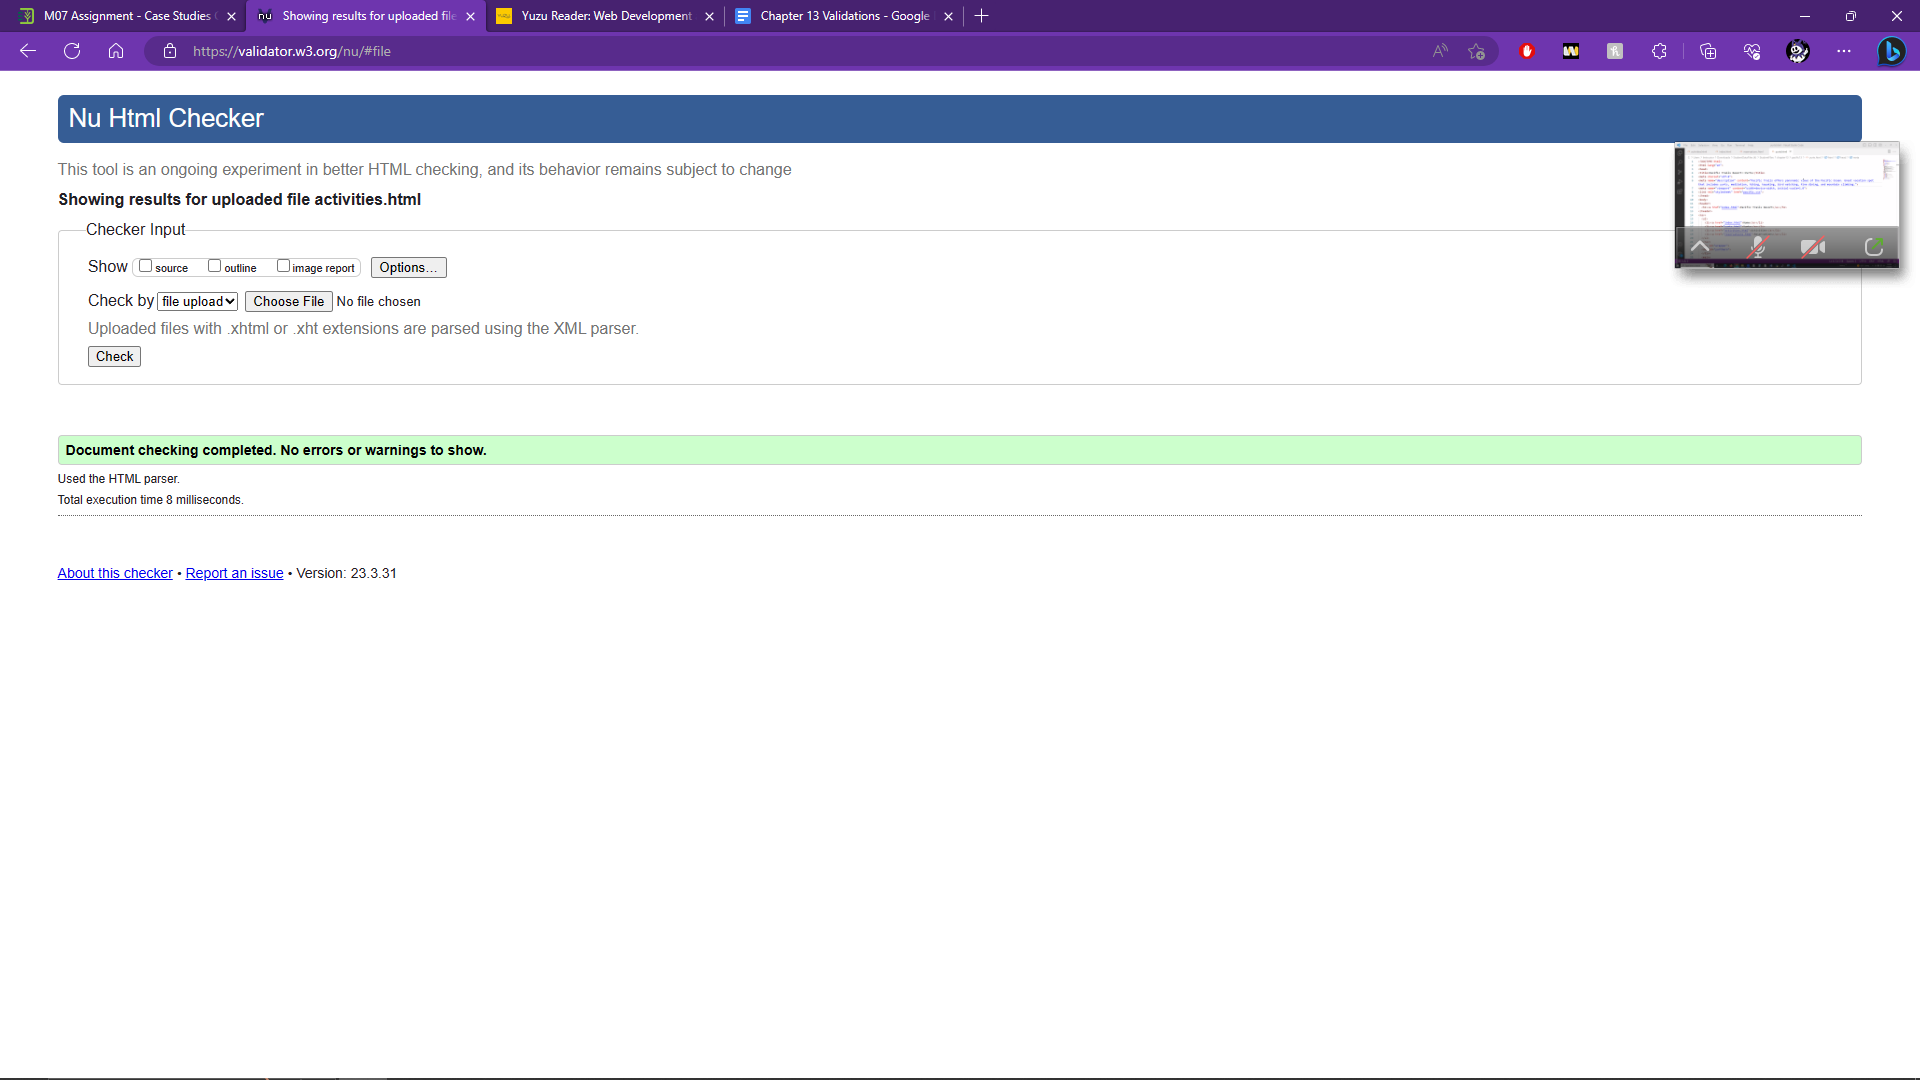 M07 Assignment - Case Studies
Showing results for uploaded file
Yuzu Reader: Web Development
Chapter 13 Validations - Google
https://validator.w3.org/nu/#file
Nu Html Checker
This tool is an ongoing experiment in better HTML checking, and its behavior remains subject to change
Showing results for uploaded file activities.html
Checker Input
Show source outline image report Options...
Check by file upload Choose File No file chosen
Uploaded files with .xhtml or .xht extensions are parsed using the XML parser.
Check
Document checking completed. No errors or warnings to show.
Used the HTML parser.
Total execution time 8 milliseconds.
About this checker • Report an issue • Version: 23.3.31